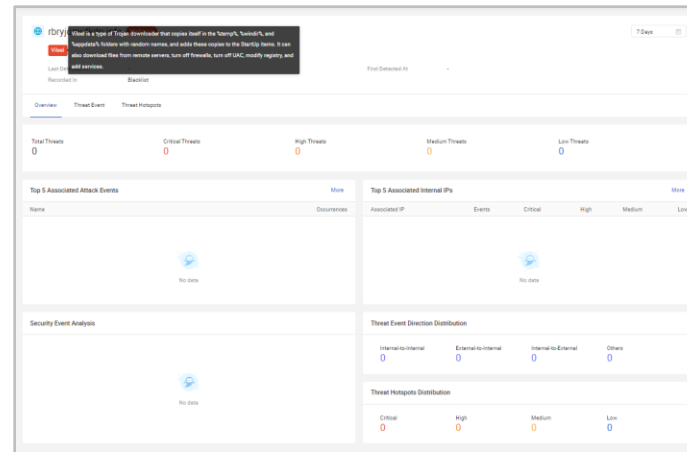 7 Days
Vilsel is a type of Trojan downloader that copies itself in the %temp%, %windir%, and
%appdata% folders with random names, and adds these copies to the StartUp items. It can
also download files from remote servers, turn off firewalls, turn off UAC, modify registry, and
add services.
First Detected At -
Recorded In Blacklist
Overview Threat Event Threat Hotspots
Total Threats Critical Threats High Threats Medium Threats Low Threats
0 0 0 0 0
Top 5 Associated Attack Events More
Name Occurrences
No data
Top 5 Associated Internal IPs More
Associated IP Events Critical High Medium Low
No data
Security Event Analysis
No data
Threat Event Direction Distribution
Internal-to-Internal External-to-Internal Internal-to-External Others
0 0 0 0
Threat Hotspots Distribution
Critical High Medium Low
0 0 0 0